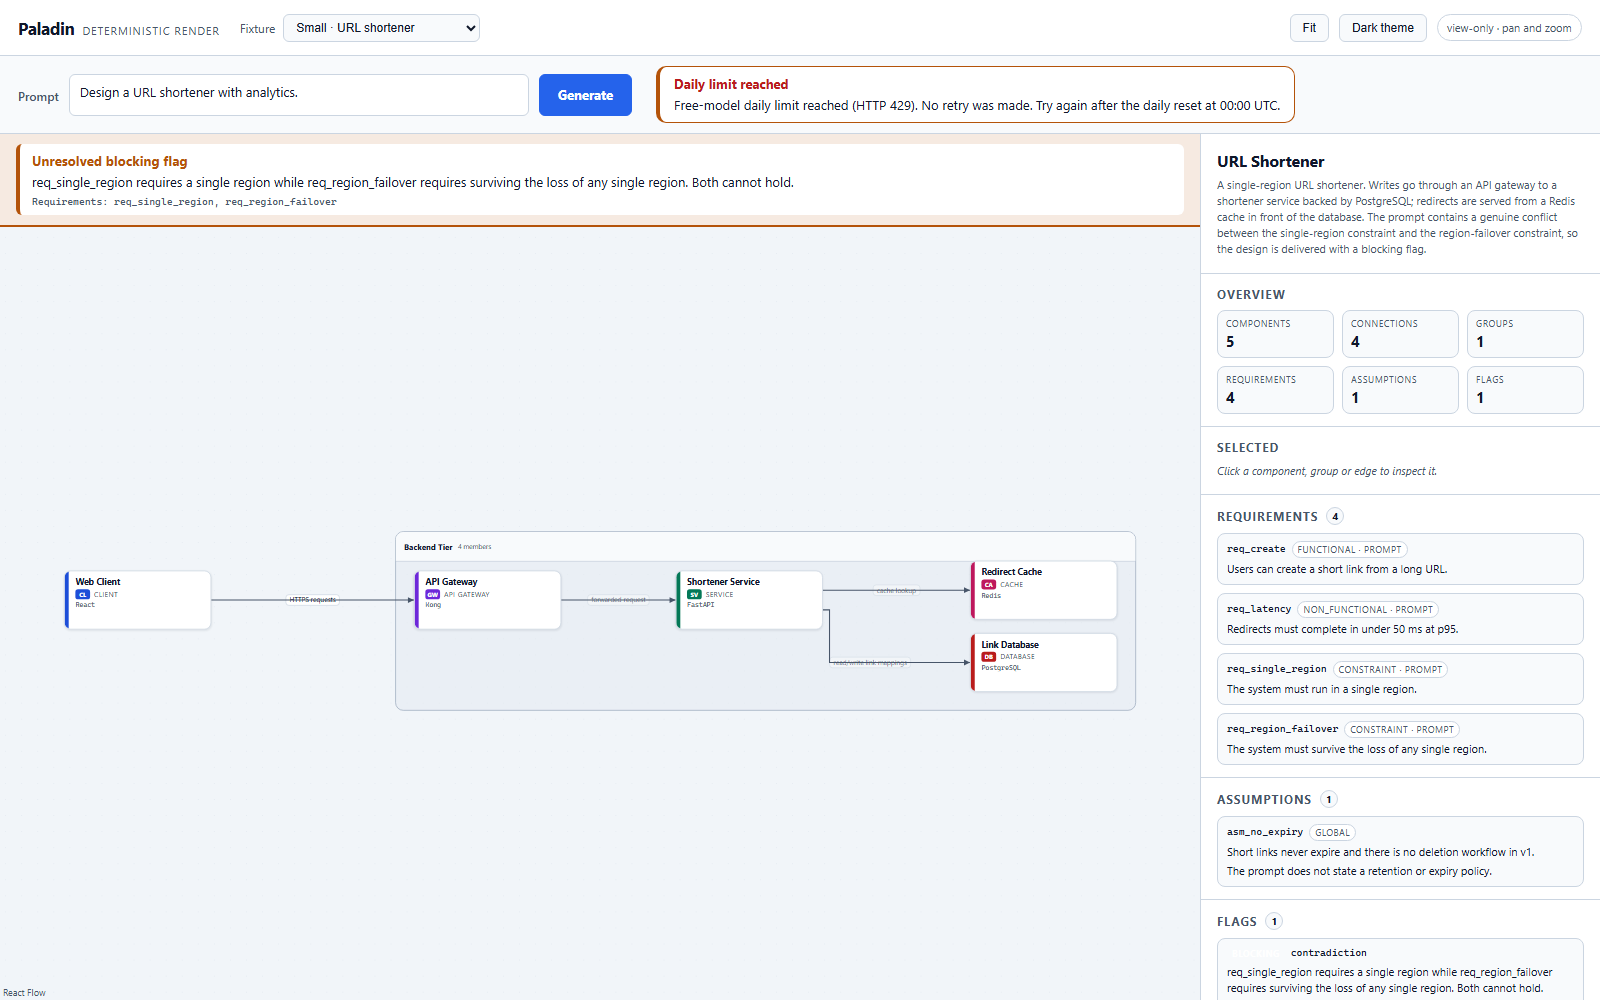 Paladin DETERMINISTIC RENDER
Fixture
Small · URL shortener
Fit
Dark theme
view-only · pan and zoom
Prompt
Design a URL shortener with analytics.
Generate
Daily limit reached
Free-model daily limit reached (HTTP 429). No retry was made. Try again after the daily reset at 00:00 UTC.
Unresolved blocking flag
req_single_region requires a single region while req_region_failover requires surviving the loss of any single region. Both cannot hold.
Requirements: req_single_region, req_region_failover
Backend Tier 4 members
Web Client
CL CLIENT
React
HTTPS requests
API Gateway
GW API GATEWAY
Kong
forwarded request
Shortener Service
SV SERVICE
FastAPI
cache lookup
read/write link mappings
Redirect Cache
CA CACHE
Redis
Link Database
DB DATABASE
PostgreSQL
React Flow
URL Shortener
A single-region URL shortener. Writes go through an API gateway to a
shortener service backed by PostgreSQL; redirects are served from a Redis
cache in front of the database. The prompt contains a genuine conflict
between the single-region constraint and the region-failover constraint, so
the design is delivered with a blocking flag.
OVERVIEW
COMPONENTS
5
CONNECTIONS
4
GROUPS
1
REQUIREMENTS
4
ASSUMPTIONS
1
FLAGS
1
SELECTED
Click a component, group or edge to inspect it.
REQUIREMENTS 4
req_create FUNCTIONAL · PROMPT
Users can create a short link from a long URL.
req_latency NON_FUNCTIONAL · PROMPT
Redirects must complete in under 50 ms at p95.
req_single_region CONSTRAINT · PROMPT
The system must run in a single region.
req_region_failover CONSTRAINT · PROMPT
The system must survive the loss of any single region.
ASSUMPTIONS 1
asm_no_expiry GLOBAL
Short links never expire and there is no deletion workflow in v1.
The prompt does not state a retention or expiry policy.
FLAGS 1
contradiction
req_single_region requires a single region while req_region_failover
requires surviving the loss of any single region. Both cannot hold.